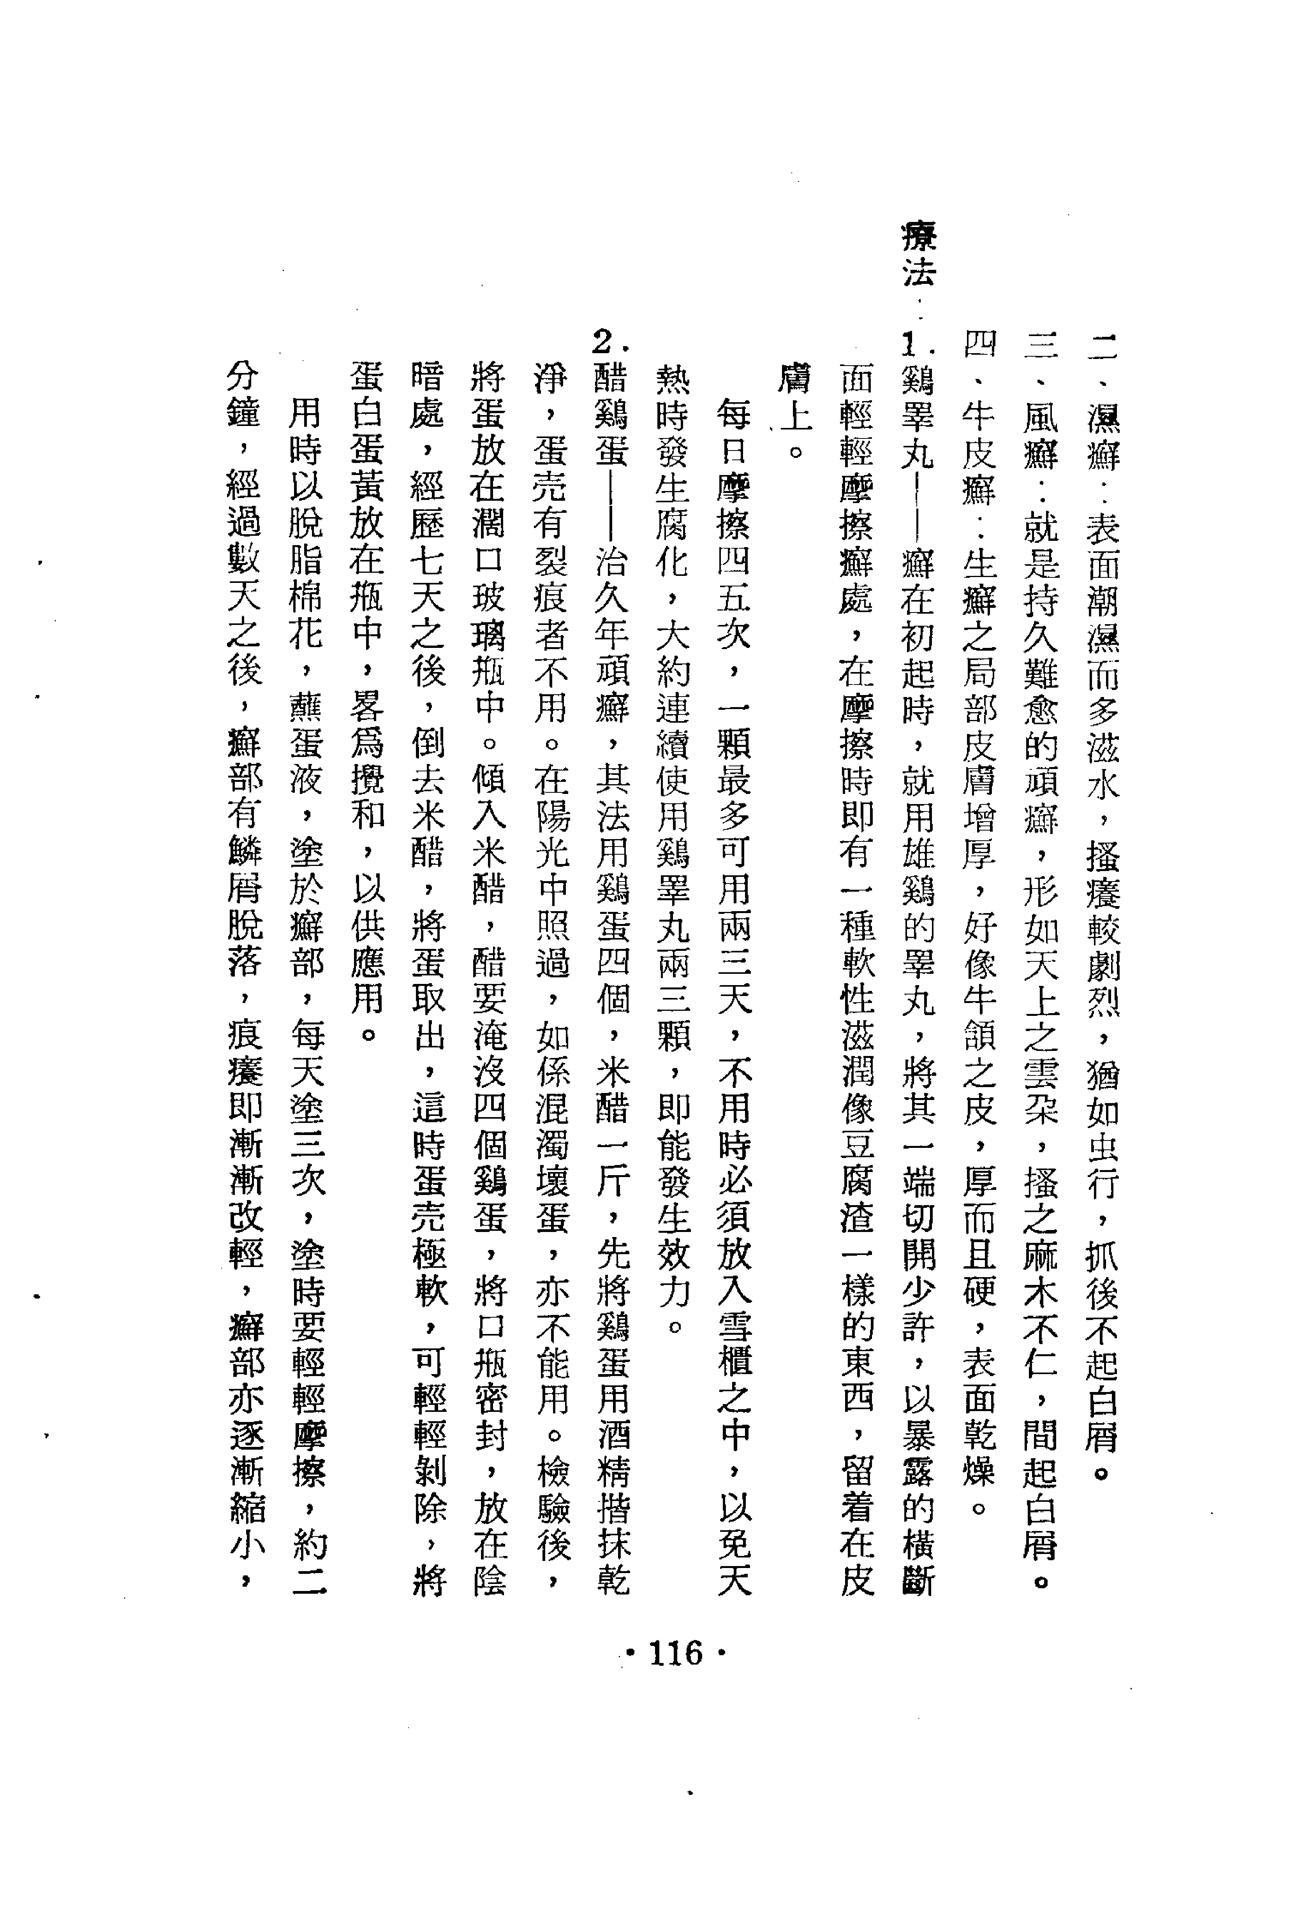 二、濕癬：表面潮濕而多滋水，搔癢較劇烈，猶如虫行，抓後不起白屑。
三、風癬：就是持久難愈的頑癬，形如天上之雲朶，搔之麻木不仁，間起白屑。
四、牛皮癬：生癬之局部皮膚增厚，好像牛領之皮，厚而且硬，表面乾燥。
療法：1.鷄睪丸——癬在初起時，就用雄鷄的睪丸，將其一端切開少許，以暴露的橫斷
面輕輕摩擦癬處，在摩擦時即有一種軟性滋潤像豆腐渣一樣的東西，留着在皮
膚上。
每日摩擦四五次，一顆最多可用兩三天，不用時必須放入雪櫃之中，以免天
熱時發生腐化，大約連續使用鷄睪丸兩三顆，即能發生效力。
2.醋鷄蛋——治久年頑癬，其法用鷄蛋四個，米醋一斤，先將鷄蛋用酒精揩抹乾
淨，蛋壳有裂痕者不用。在陽光中照過，如係混濁壞蛋，亦不能用。檢驗後，
將蛋放在濶口玻璃瓶中。傾入米醋，醋要淹沒四個鷄蛋，將口瓶密封，放在陰
暗處，經歷七天之後，倒去米醋，將蛋取出，這時蛋壳極軟，可輕輕剝除，將
蛋白蛋黃放在瓶中，畧爲攪和，以供應用。
用時以脫脂棉花，蘸蛋液，塗於癬部，每天塗三次，塗時要輕輕摩擦，約二
分鐘，經過數天之後，癬部有鱗屑脫落，痕癢即漸漸改輕，癬部亦逐漸縮小，
·116·